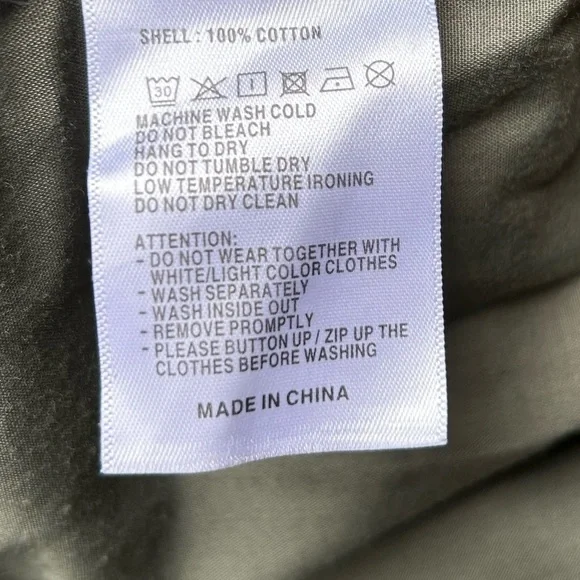 SHELL : 100% COTTON
30
MACHINE WASH COLD
DO NOT BLEACH
HANG TO DRY
DO NOT TUMBLE DRY
LOW TEMPERATURE IRONING
DO NOT DRY CLEAN
ATTENTION:
- DO NOT WEAR TOGETHER WITH
WHITE/LIGHT COLOR CLOTHES
- WASH SEPARATELY
- WASH INSIDE OUT
- REMOVE PROMPTLY
- PLEASE BUTTON UP / ZIP UP THE
CLOTHES BEFORE WASHING
MADE IN CHINA